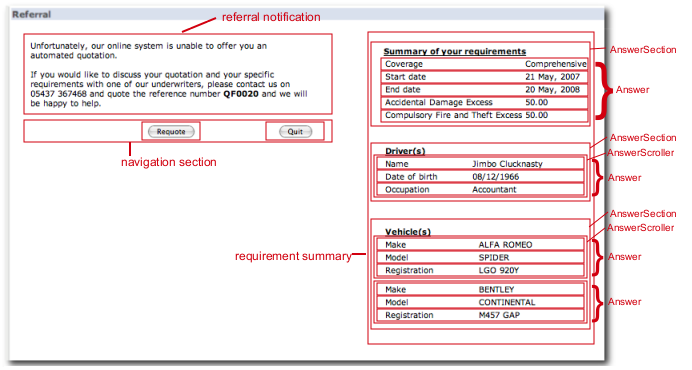 referral notification
Referral
Unfortunately, our online system is unable to offer you an
automated quotation.
If you would like to discuss your quotation and your specific
requirements with one of our underwriters, please contact us on
05437 367468 and quote the reference number QF0020 and we will
be happy to help.
Requote Quit
navigation section
requirement summary
Summary of your requirements
Coverage Comprehensive
Start date 21 May, 2007
End date 20 May, 2008
Accidental Damage Excess 50.00
Compulsory Fire and Theft Excess 50.00
AnswerSection
Answer
Driver(s)
Name Jimbo Clucknasty
Date of birth 08/12/1966
Occupation Accountant
AnswerSection
AnswerScroller
Answer
Vehicle(s)
Make ALFA ROMEO
Model SPIDER
Registration LGO 920Y
Make BENTLEY
Model CONTINENTAL
Registration M457 GAP
AnswerSection
AnswerScroller
Answer
Answer